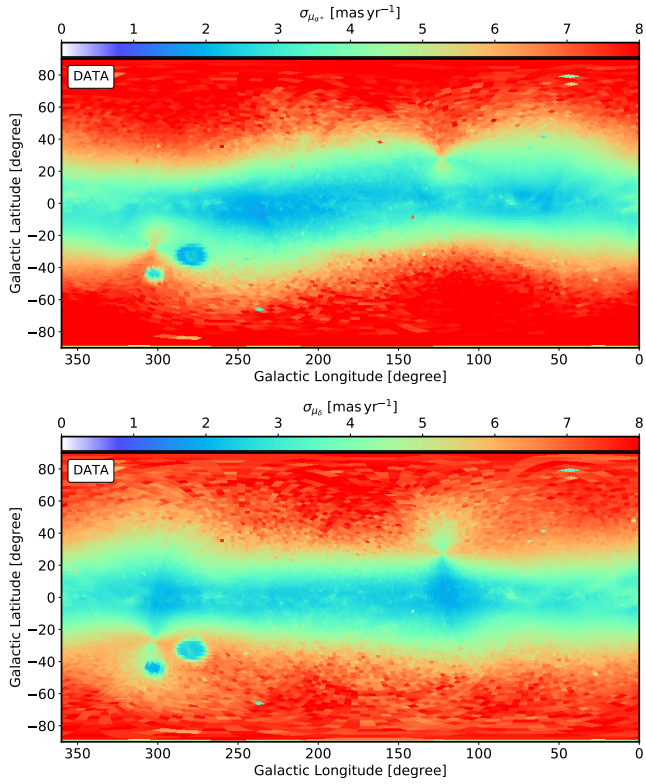 σμα* [mas yr−1]
0 1 2 3 4 5 6 7 8
DATA
80
60
40
20
0
−20
−40
−60
−80
Galactic Latitude [degree]
350 300 250 200 150 100 50 0
Galactic Longitude [degree]
σμδ [mas yr−1]
0 1 2 3 4 5 6 7 8
DATA
80
60
40
20
0
−20
−40
−60
−80
Galactic Latitude [degree]
350 300 250 200 150 100 50 0
Galactic Longitude [degree]